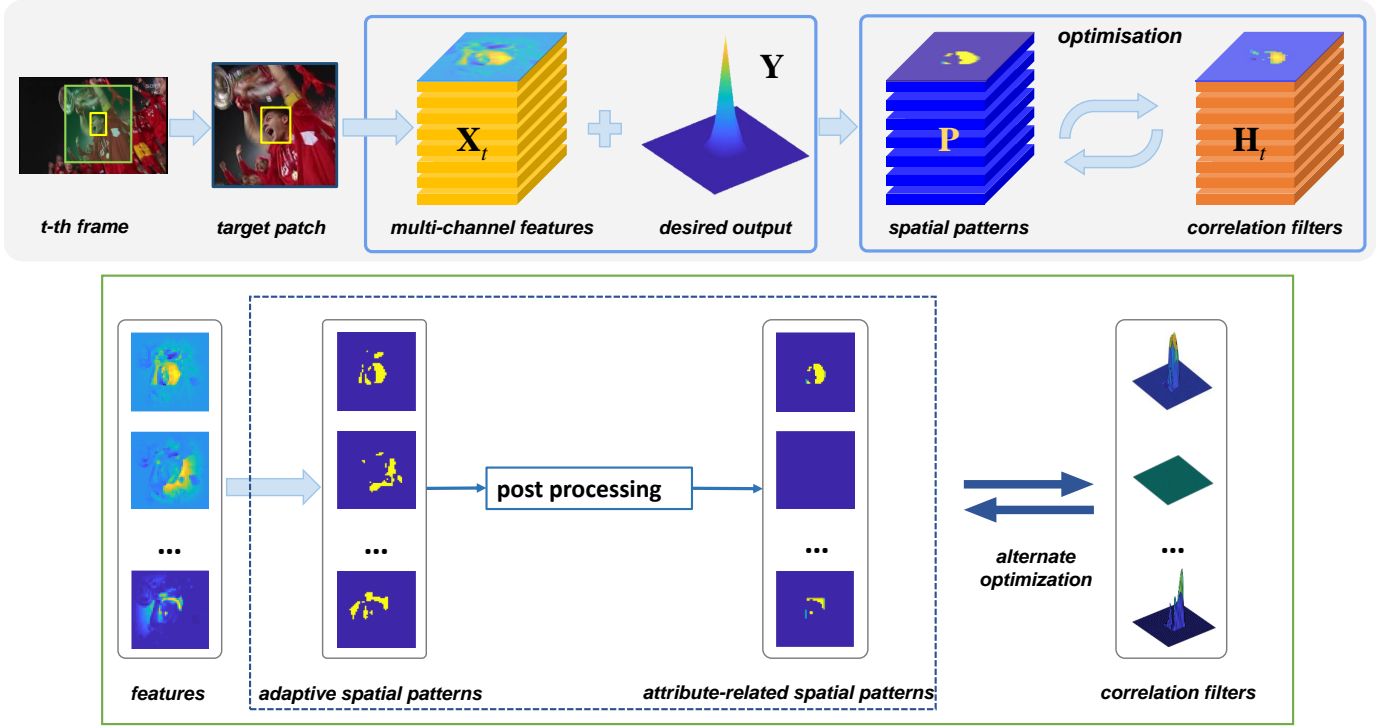 optimisation
Y
X_t
P
H_t
t-th frame
target patch
multi-channel features
desired output
spatial patterns
correlation filters
post processing
...
...
...
...
alternate
optimization
features
adaptive spatial patterns
attribute-related spatial patterns
correlation filters